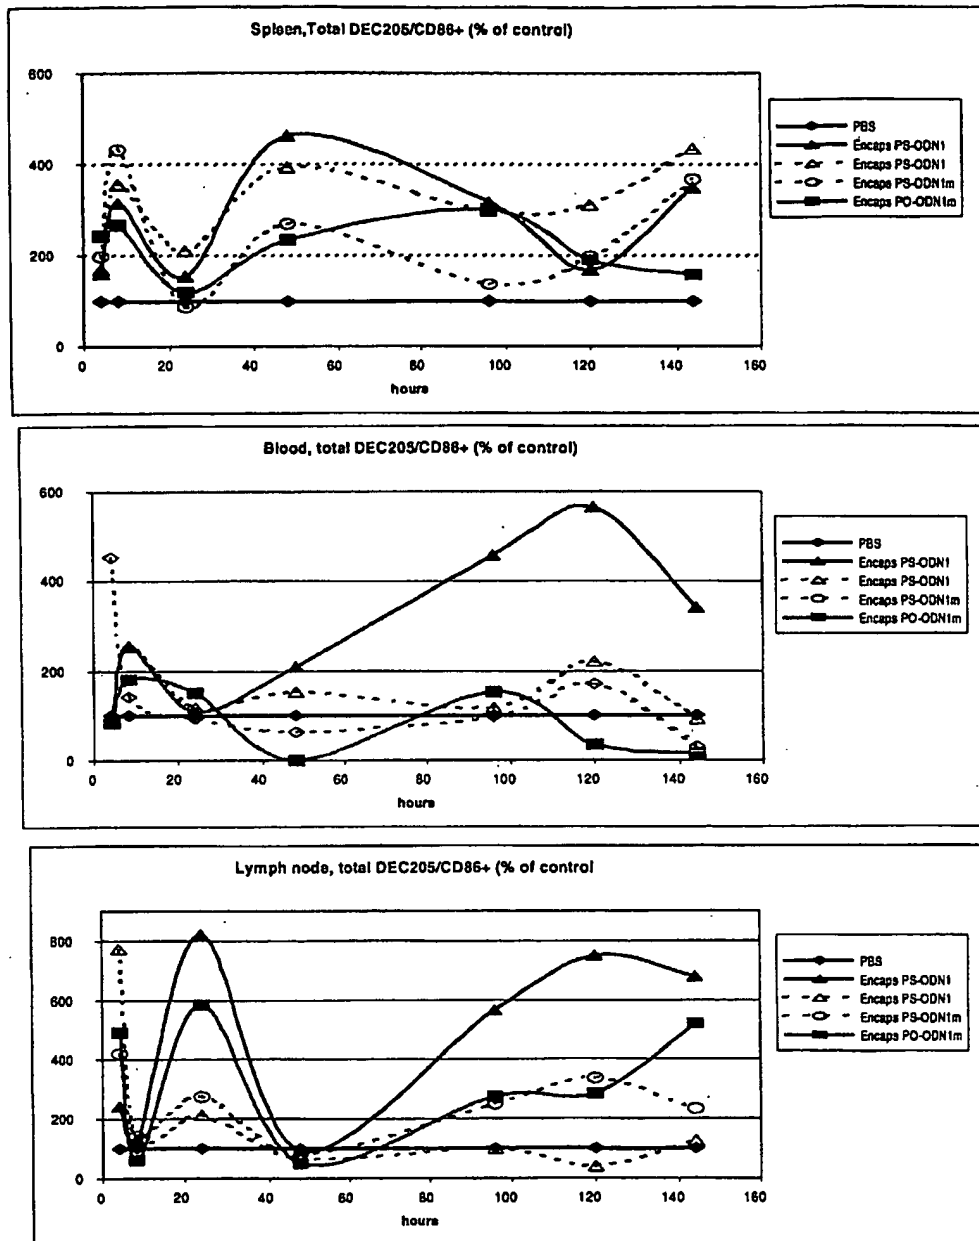 Spleen,Total DEC205/CD86+ (% of control)
600
400
200
0
0 20 40 60 80 100 120 140 160
hours
PBS
Encaps PS-ODN1
Encaps PS-ODN1
Encaps PS-ODN1m
Encaps PO-ODN1m
Blood, total DEC205/CD86+ (% of control)
600
400
200
0
0 20 40 60 80 100 120 140 160
hours
PBS
Encaps PS-ODN1
Encaps PS-ODN1
Encaps PS-ODN1m
Encaps PO-ODN1m
Lymph node, total DEC205/CD86+ (% of control
800
600
400
200
0
0 20 40 60 80 100 120 140 160
hours
PBS
Encaps PS-ODN1
Encaps PS-ODN1
Encaps PS-ODN1m
Encaps PO-ODN1m